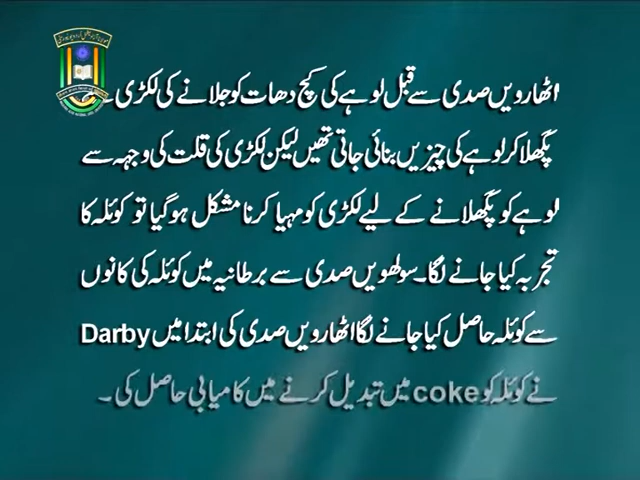 اٹھارویں صدی سے قبل لوہے کی کچ دھات کو جلانے کی لکڑی سے
پگھلا کر لوہے کی چیزیں بنائی جاتی تھیں لیکن لکڑی کی قلت کی وجہہ سے
لوہے کو پگھلانے کے لیے لکڑی کو مہیا کرنا مشکل ہوگیا تو کوئلہ کا
تجربہ کیا جانے لگا۔ سولھویں صدی سے برطانیہ میں کوئلہ کی کانوں
سے کوئلہ حاصل کیا جانے لگا اٹھارویں صدی کی ابتدا میں Darby
نے کوئلہ کو coke میں تبدیل کرنے میں کامیابی حاصل کی۔